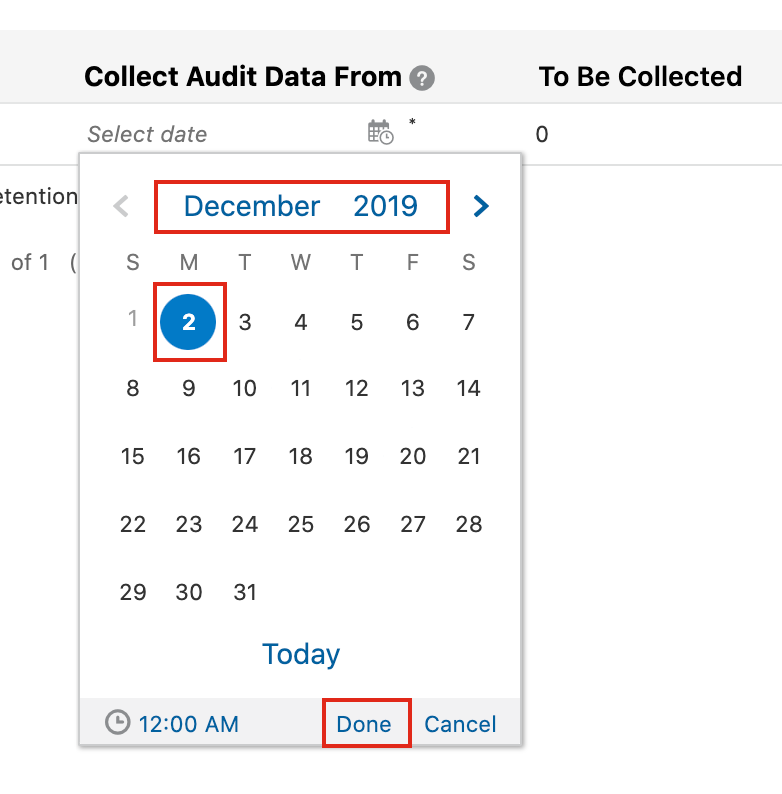 Collect Audit Data From ? To Be Collected
Select date * 0
etention
of 1 (
December 2019
S M T W T F S
1 2 3 4 5 6 7
8 9 10 11 12 13 14
15 16 17 18 19 20 21
22 23 24 25 26 27 28
29 30 31
Today
12:00 AM Done Cancel